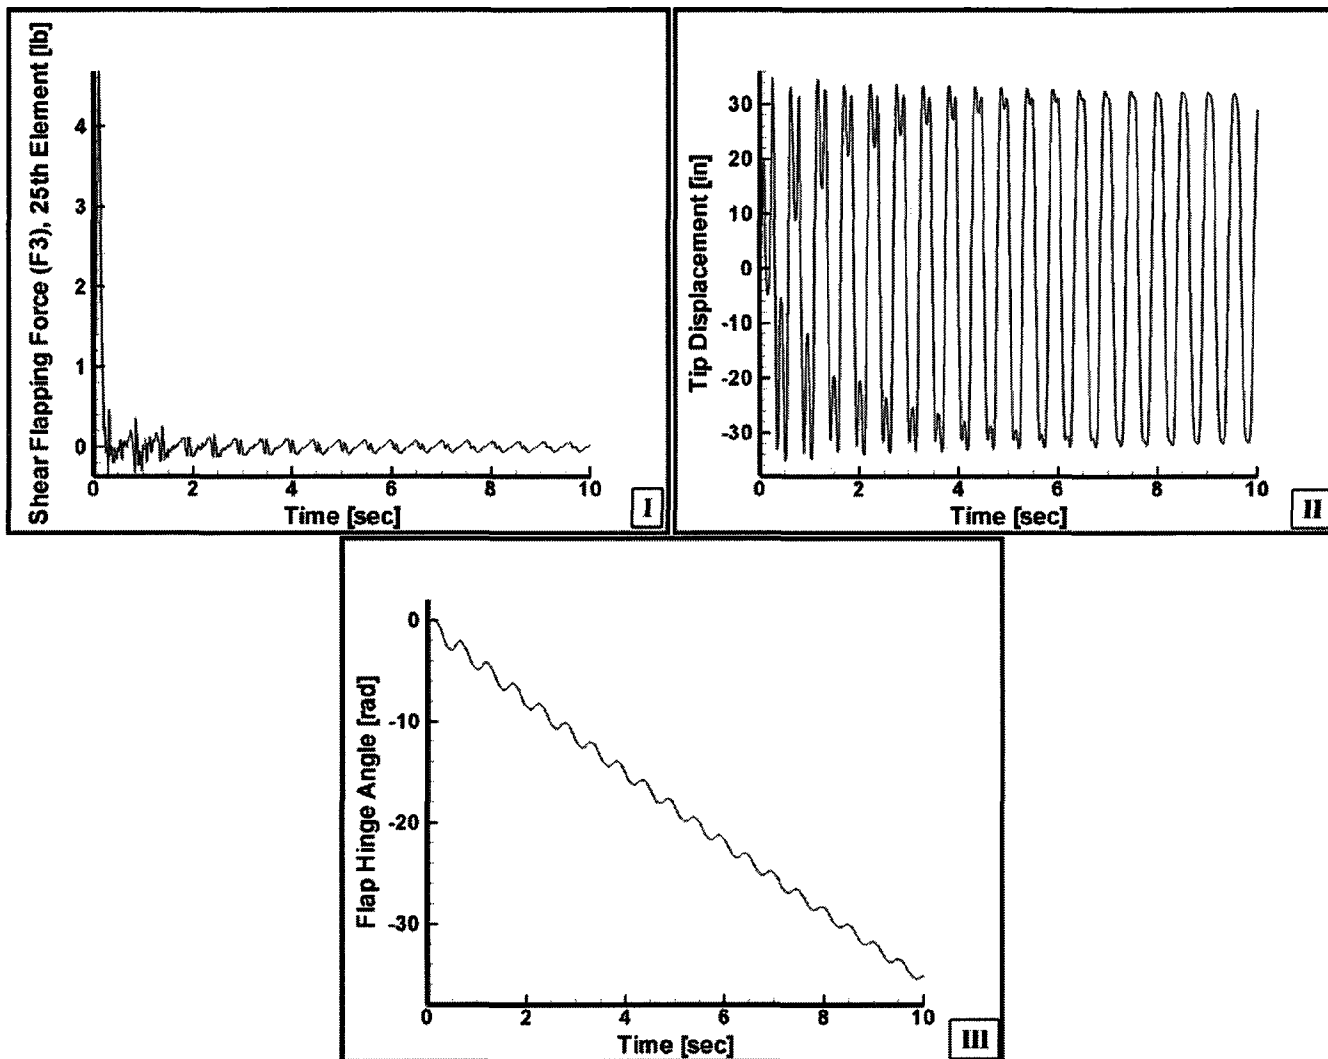 Shear Flapping Force (F3), 25th Element [lb]
4
3
2
1
0
0 2 4 6 8 10
Time [sec]
I
Tip Displacement [in]
30
20
10
0
-10
-20
-30
0 2 4 6 8 10
Time [sec]
II
Flap Hinge Angle [rad]
0
-10
-20
-30
0 2 4 6 8 10
Time [sec]
III